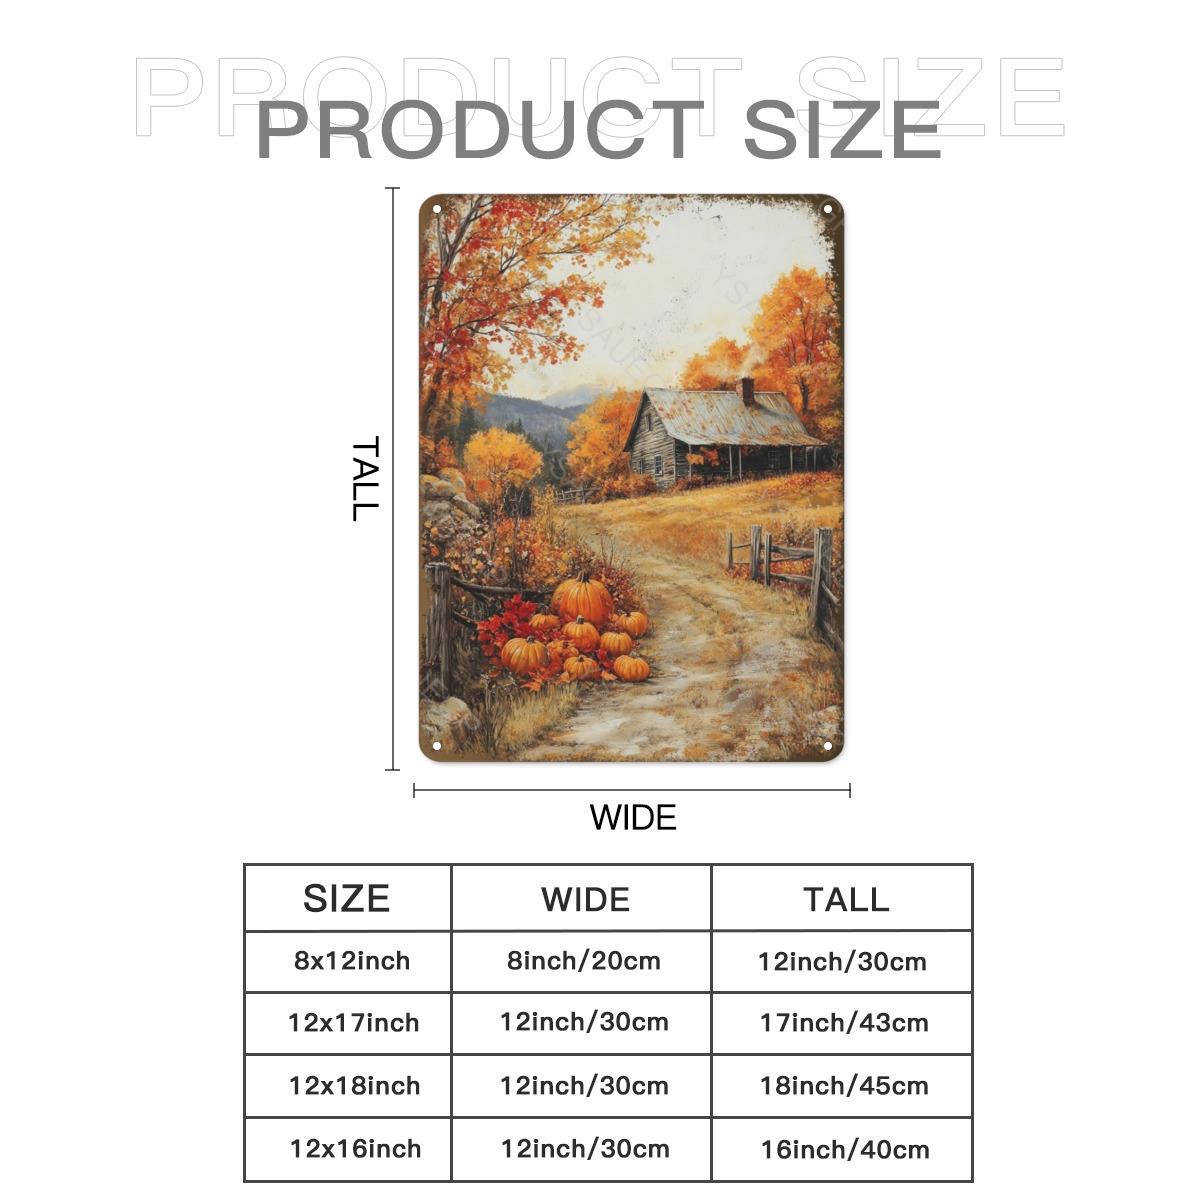 PRODUCT SIZE
PRODUCT SIZE
TALL
WIDE
SIZE WIDE TALL
8x12inch 8inch/20cm 12inch/30cm
12x17inch 12inch/30cm 17inch/43cm
12x18inch 12inch/30cm 18inch/45cm
12x16inch 12inch/30cm 16inch/40cm